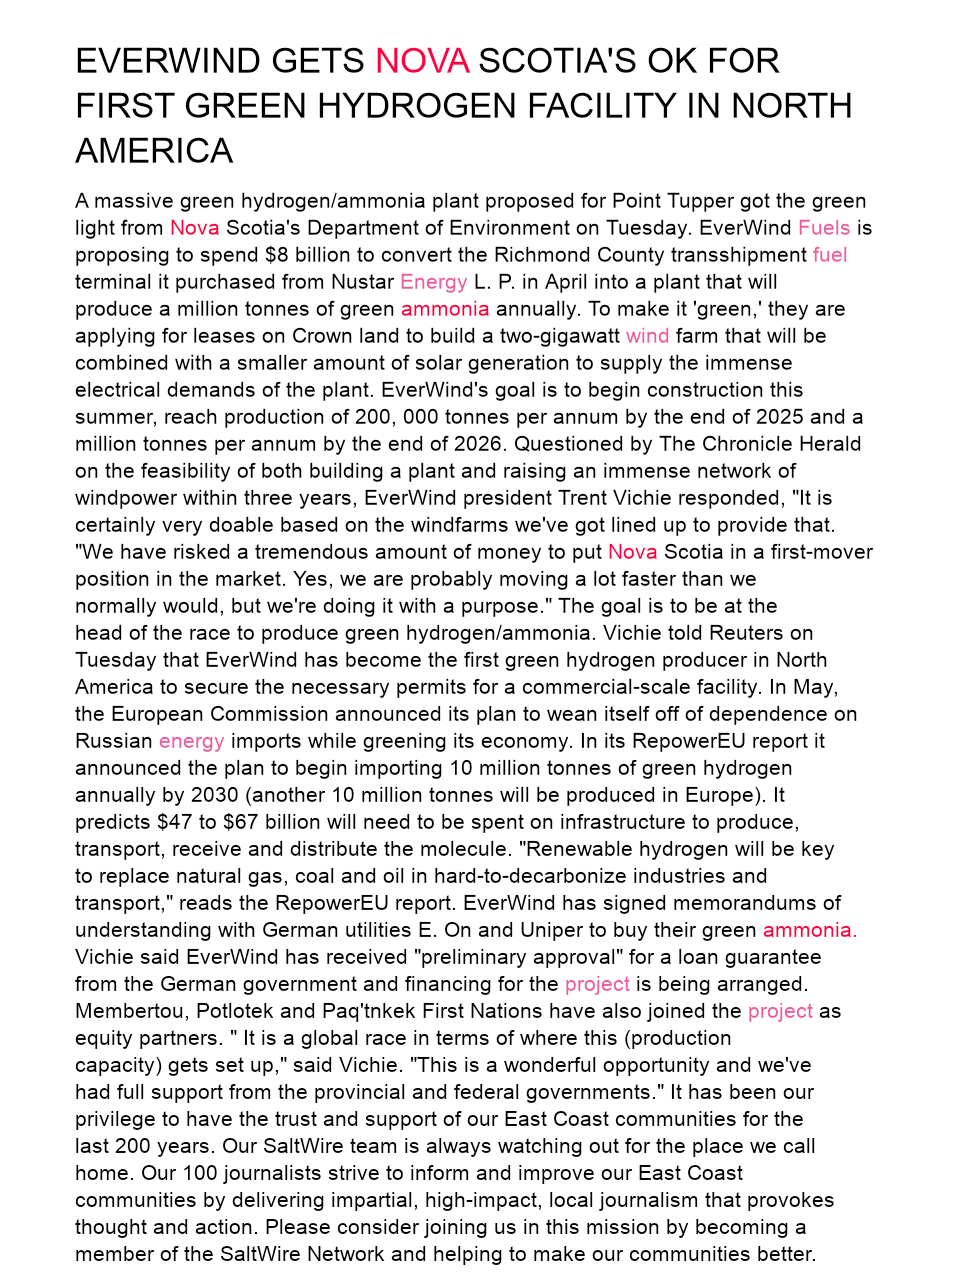 EVERWIND GETS NOVA SCOTIA'S OK FOR
FIRST GREEN HYDROGEN FACILITY IN NORTH
AMERICA
A massive green hydrogen/ammonia plant proposed for Point Tupper got the green
light from Nova Scotia's Department of Environment on Tuesday. EverWind Fuels is
proposing to spend $8 billion to convert the Richmond County transshipment fuel
terminal it purchased from Nustar Energy L. P. in April into a plant that will
produce a million tonnes of green ammonia annually. To make it 'green,' they are
applying for leases on Crown land to build a two-gigawatt wind farm that will be
combined with a smaller amount of solar generation to supply the immense
electrical demands of the plant. EverWind's goal is to begin construction this
summer, reach production of 200, 000 tonnes per annum by the end of 2025 and a
million tonnes per annum by the end of 2026. Questioned by The Chronicle Herald
on the feasibility of both building a plant and raising an immense network of
windpower within three years, EverWind president Trent Vichie responded, "It is
certainly very doable based on the windfarms we've got lined up to provide that.
"We have risked a tremendous amount of money to put Nova Scotia in a first-mover
position in the market. Yes, we are probably moving a lot faster than we
normally would, but we're doing it with a purpose." The goal is to be at the
head of the race to produce green hydrogen/ammonia. Vichie told Reuters on
Tuesday that EverWind has become the first green hydrogen producer in North
America to secure the necessary permits for a commercial-scale facility. In May,
the European Commission announced its plan to wean itself off of dependence on
Russian energy imports while greening its economy. In its RepowerEU report it
announced the plan to begin importing 10 million tonnes of green hydrogen
annually by 2030 (another 10 million tonnes will be produced in Europe). It
predicts $47 to $67 billion will need to be spent on infrastructure to produce,
transport, receive and distribute the molecule. "Renewable hydrogen will be key
to replace natural gas, coal and oil in hard-to-decarbonize industries and
transport," reads the RepowerEU report. EverWind has signed memorandums of
understanding with German utilities E. On and Uniper to buy their green ammonia.
Vichie said EverWind has received "preliminary approval" for a loan guarantee
from the German government and financing for the project is being arranged.
Membertou, Potlotek and Paq'tnkek First Nations have also joined the project as
equity partners. " It is a global race in terms of where this (production
capacity) gets set up," said Vichie. "This is a wonderful opportunity and we've
had full support from the provincial and federal governments." It has been our
privilege to have the trust and support of our East Coast communities for the
last 200 years. Our SaltWire team is always watching out for the place we call
home. Our 100 journalists strive to inform and improve our East Coast
communities by delivering impartial, high-impact, local journalism that provokes
thought and action. Please consider joining us in this mission by becoming a
member of the SaltWire Network and helping to make our communities better.